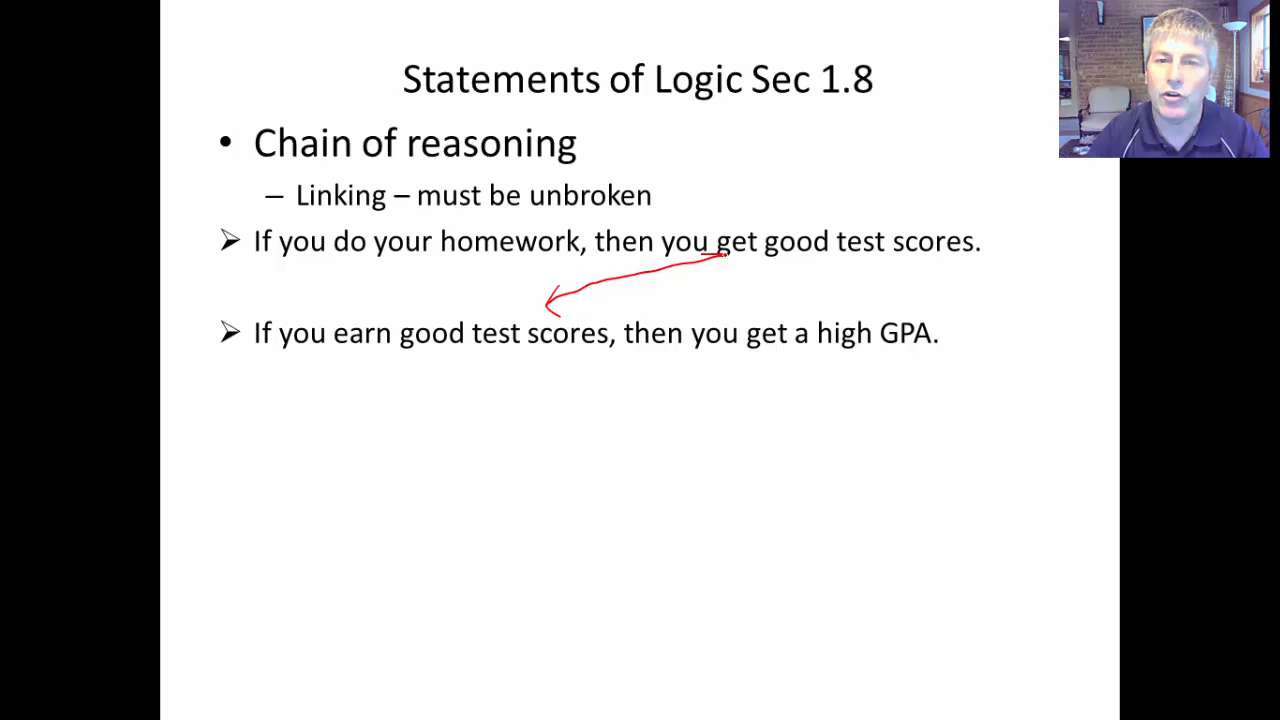 Statements of Logic Sec 1.8
• Chain of reasoning
– Linking – must be unbroken
➢ If you do your homework, then you get good test scores.
➢ If you earn good test scores, then you get a high GPA.